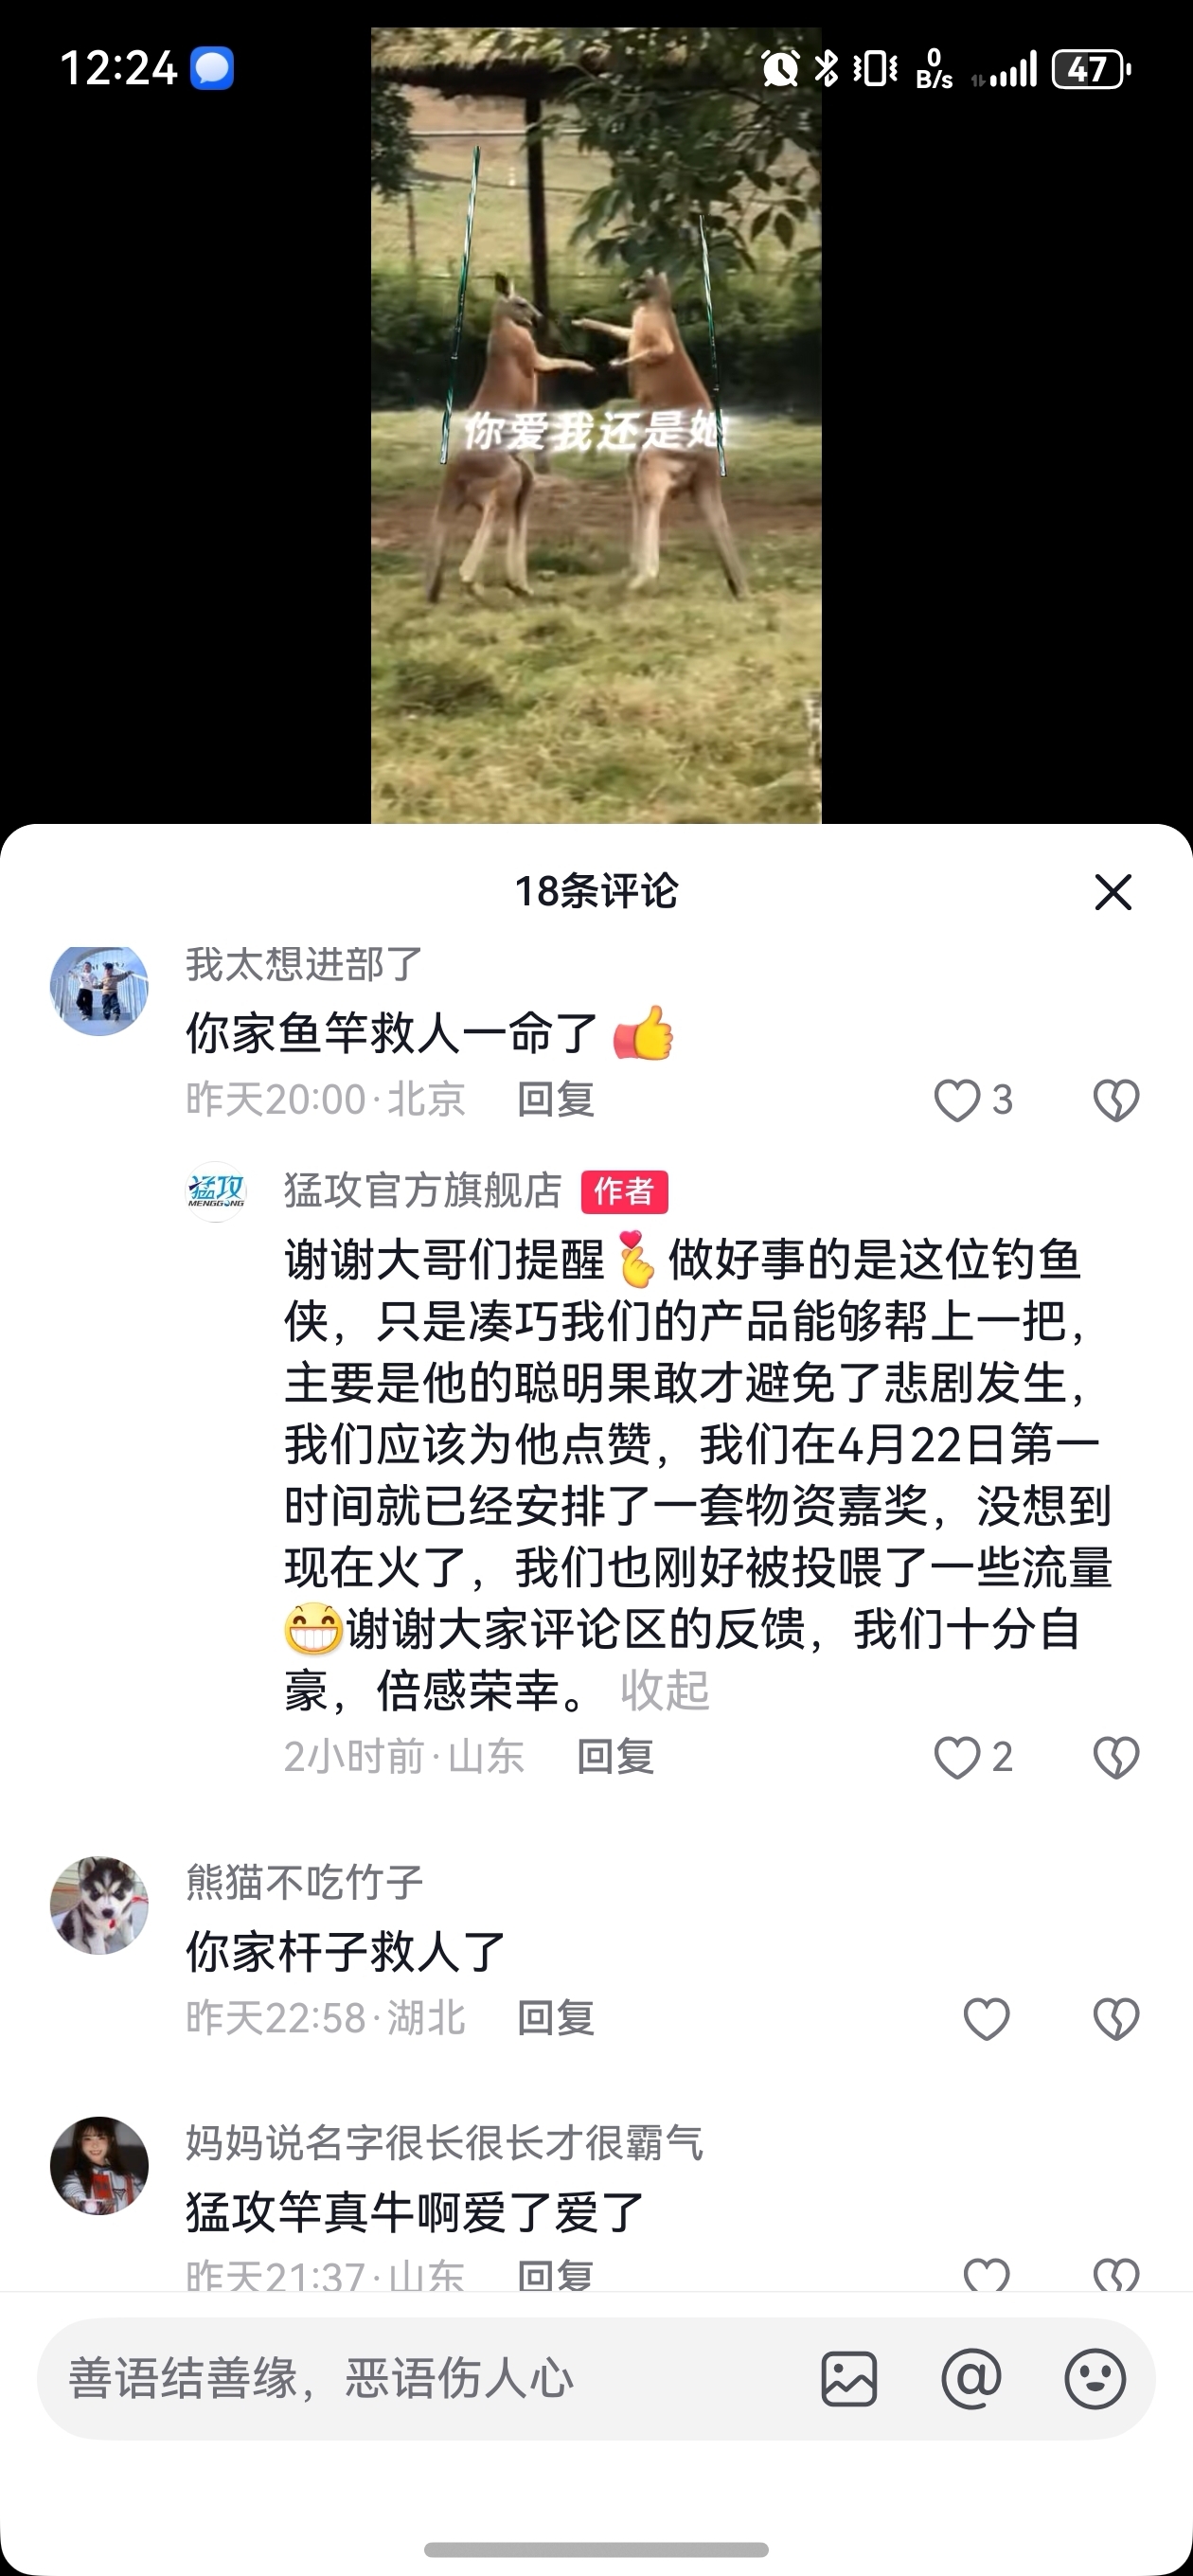 12:24
0
B/s
47
你爱我还是她
18条评论
我太想进部了
你家鱼竿救人一命了
昨天20:00·北京 回复 3
猛攻
MENGGONG
猛攻官方旗舰店 作者
谢谢大哥们提醒 做好事的是这位钓鱼
侠，只是凑巧我们的产品能够帮上一把，
主要是他的聪明果敢才避免了悲剧发生，
我们应该为他点赞，我们在4月22日第一
时间就已经安排了一套物资嘉奖，没想到
现在火了，我们也刚好被投喂了一些流量
谢谢大家评论区的反馈，我们十分自
豪，倍感荣幸。 收起
2小时前·山东 回复 2
熊猫不吃竹子
你家杆子救人了
昨天22:58·湖北 回复
妈妈说名字很长很长才很霸气
猛攻竿真牛啊爱了爱了
昨天21:37·山东 回复
善语结善缘，恶语伤人心